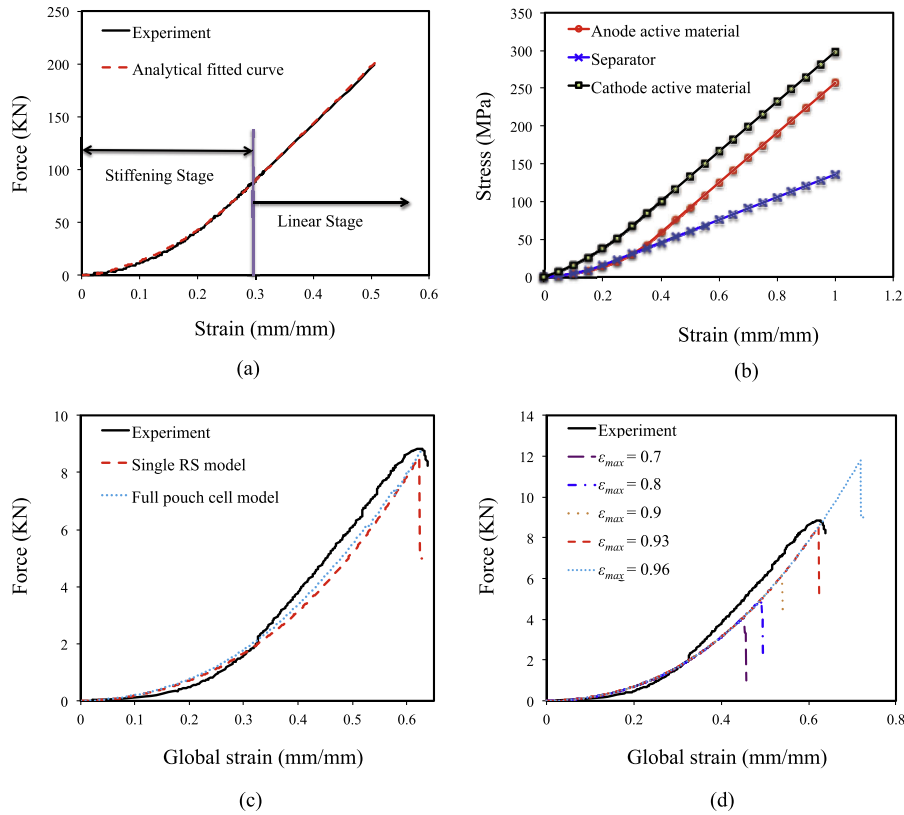 250
200
150
100
50
0
Force (KN)
Experiment
Analytical fitted curve
Stiffening Stage
Linear Stage
0 0.1 0.2 0.3 0.4 0.5 0.6
Strain (mm/mm)
(a)
350
300
250
200
150
100
50
0
Stress (MPa)
Anode active material
Separator
Cathode active material
0 0.2 0.4 0.6 0.8 1 1.2
Strain (mm/mm)
(b)
10
8
6
4
2
0
Force (KN)
Experiment
Single RS model
Full pouch cell model
0 0.1 0.2 0.3 0.4 0.5 0.6
Global strain (mm/mm)
(c)
14
12
10
8
6
4
2
0
Force (KN)
Experiment
εmax = 0.7
εmax = 0.8
εmax = 0.9
εmax = 0.93
εmax = 0.96
0 0.2 0.4 0.6 0.8
Global strain (mm/mm)
(d)